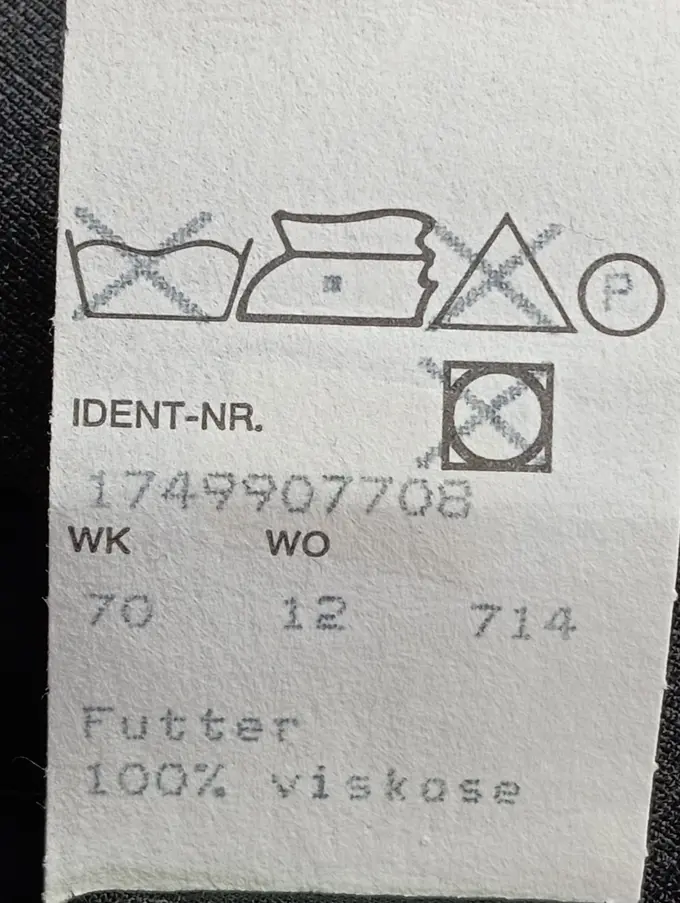 P
IDENT-NR.
1749907708
WK WO
70 12 714
Futter
100% viskose